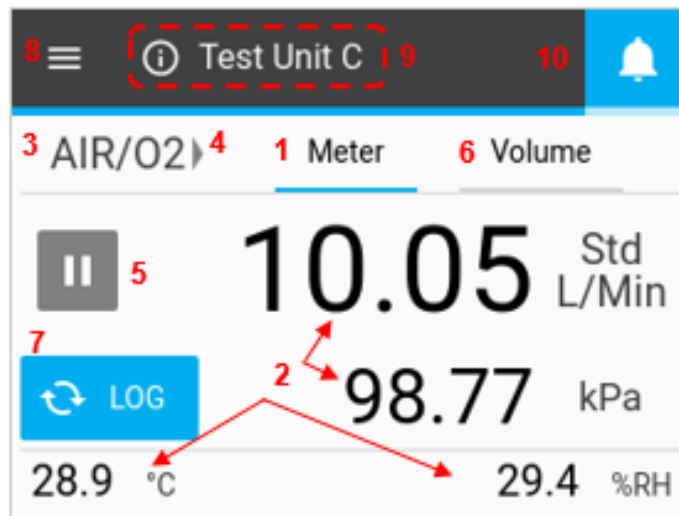 8 Test Unit C 9 10
3 AIR/O2 4 1 Meter 6 Volume
5 10.05 Std L/Min
7
LOG 2 98.77 kPa
28.9 °C 29.4 %RH